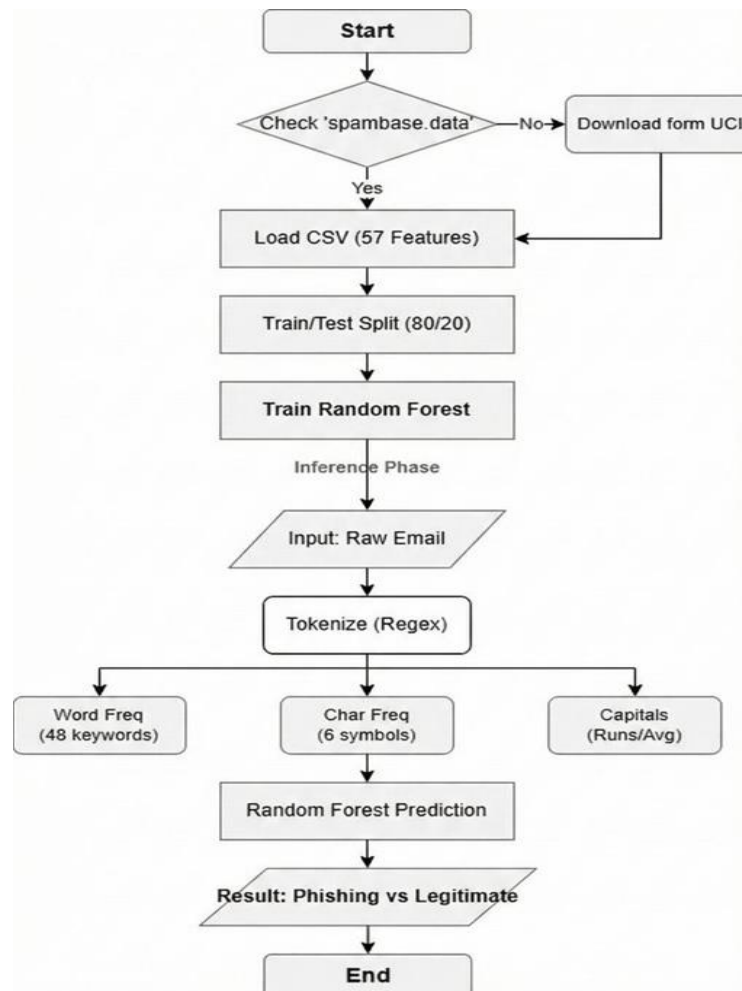 Start
Check 'spambase.data'
No
Download form UCI
Yes
Load CSV (57 Features)
Train/Test Split (80/20)
Train Random Forest
Inference Phase
Input: Raw Email
Tokenize (Regex)
Word Freq
(48 keywords)
Char Freq
(6 symbols)
Capitals
(Runs/Avg)
Random Forest Prediction
Result: Phishing vs Legitimate
End